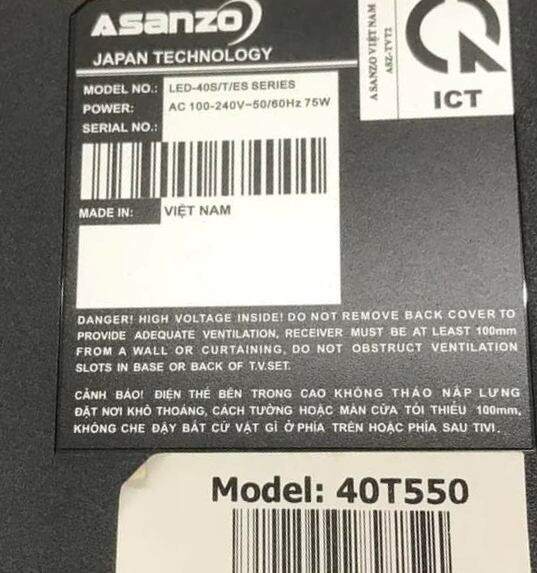 Asanzo
JAPAN TECHNOLOGY
MODEL NO.: LED-40S/T/ES SERIES
POWER: AC 100-240V~50/60Hz 75W
SERIAL NO.:
MADE IN: VIỆT NAM
ASANZO VIỆT NAM
ASZ-TVT2
ICT
DANGER! HIGH VOLTAGE INSIDE! DO NOT REMOVE BACK COVER TO
PROVIDE ADEQUATE VENTILATION, RECEIVER MUST BE AT LEAST 100mm
FROM A WALL OR CURTAINING, DO NOT OBSTRUCT VENTILATION
SLOTS IN BASE OR BACK OF T.V.SET.
CẢNH BÁO! ĐIỆN THẾ BÊN TRONG CAO KHÔNG THÁO NẮP LƯNG
ĐẶT NƠI KHÔ THOÁNG, CÁCH TƯỜNG HOẶC MÀN CỬA TỐI THIỂU 100mm,
KHÔNG CHE ĐẬY BẤT CỨ VẬT GÌ Ở PHÍA TRÊN HOẶC PHÍA SAU TIVI.
Model: 40T550